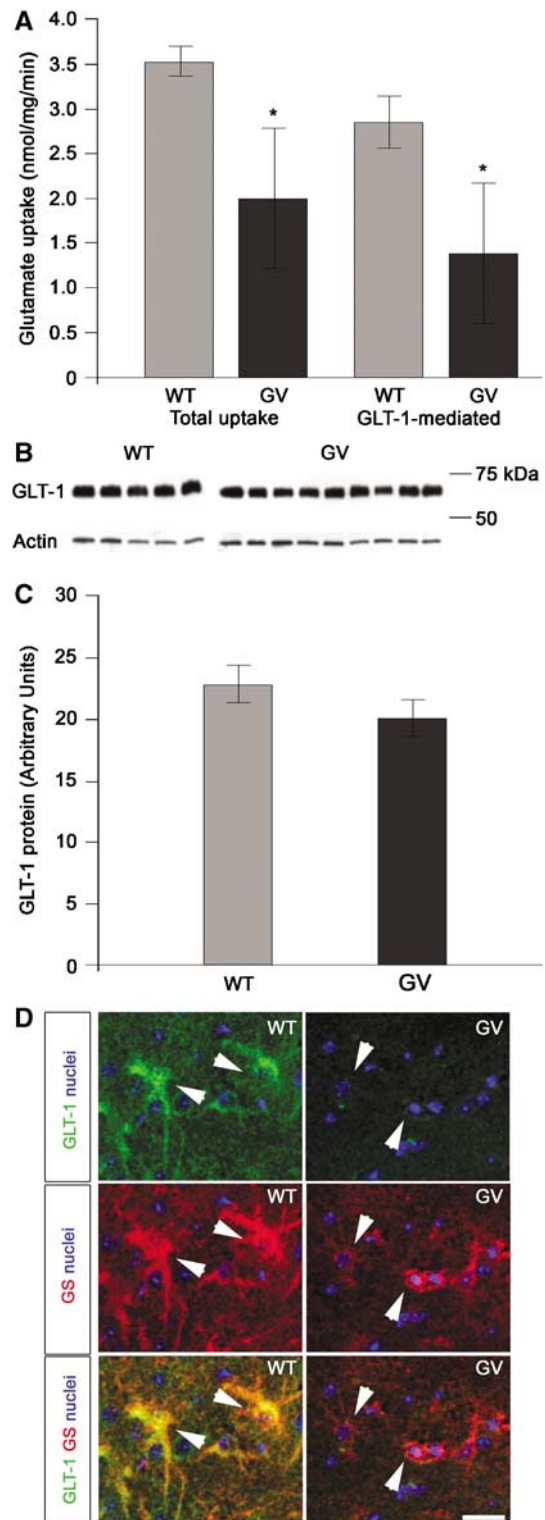 A
Glutamate uptake (nmol/mg/min)
4.0
3.5
3.0
2.5
2.0
1.5
1.0
0.5
0
*
*
WT GV WT GV
Total uptake GLT-1-mediated
B
WT GV
GLT-1
75 kDa
50
Actin
C
GLT-1 protein (Arbitrary Units)
30
25
20
15
10
5
0
WT GV
D
GLT-1 nuclei
WT GV
GS nuclei
WT GV
GLT-1 GS nuclei
WT GV